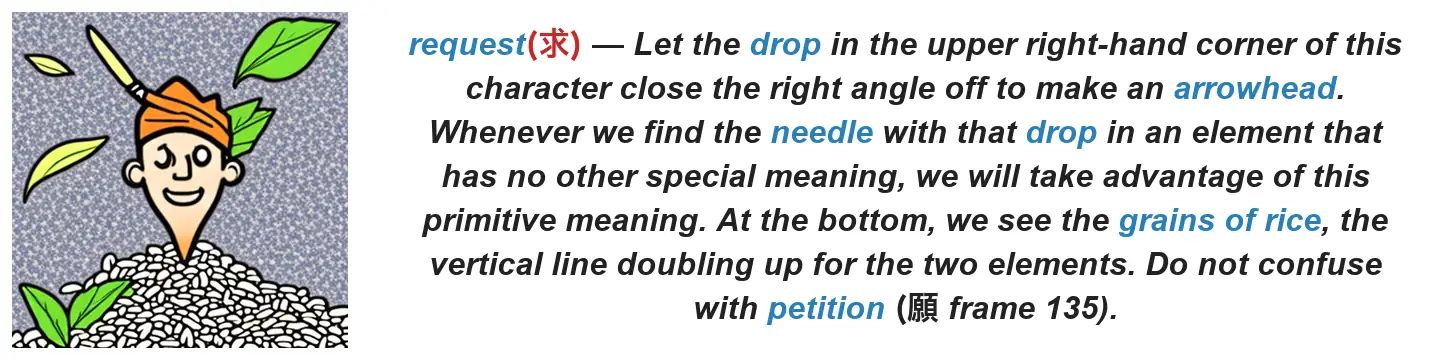 request(求) — Let the drop in the upper right-hand corner of this
character close the right angle off to make an arrowhead.
Whenever we find the needle with that drop in an element that
has no other special meaning, we will take advantage of this
primitive meaning. At the bottom, we see the grains of rice, the
vertical line doubling up for the two elements. Do not confuse
with petition (願 frame 135).